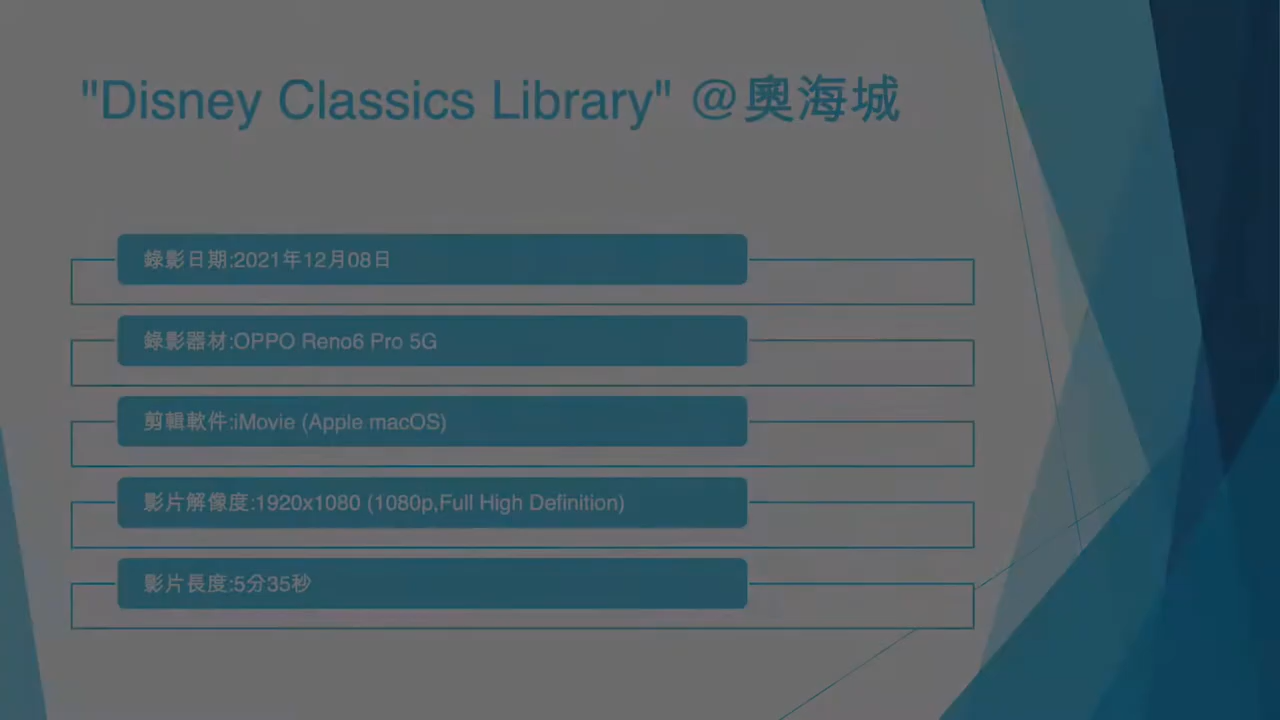 "Disney Classics Library" @奧海城
錄影日期:2021年12月08日
錄影器材:OPPO Reno6 Pro 5G
剪輯軟件:iMovie (Apple macOS)
影片解像度:1920x1080 (1080p,Full High Definition)
影片長度:5分35秒